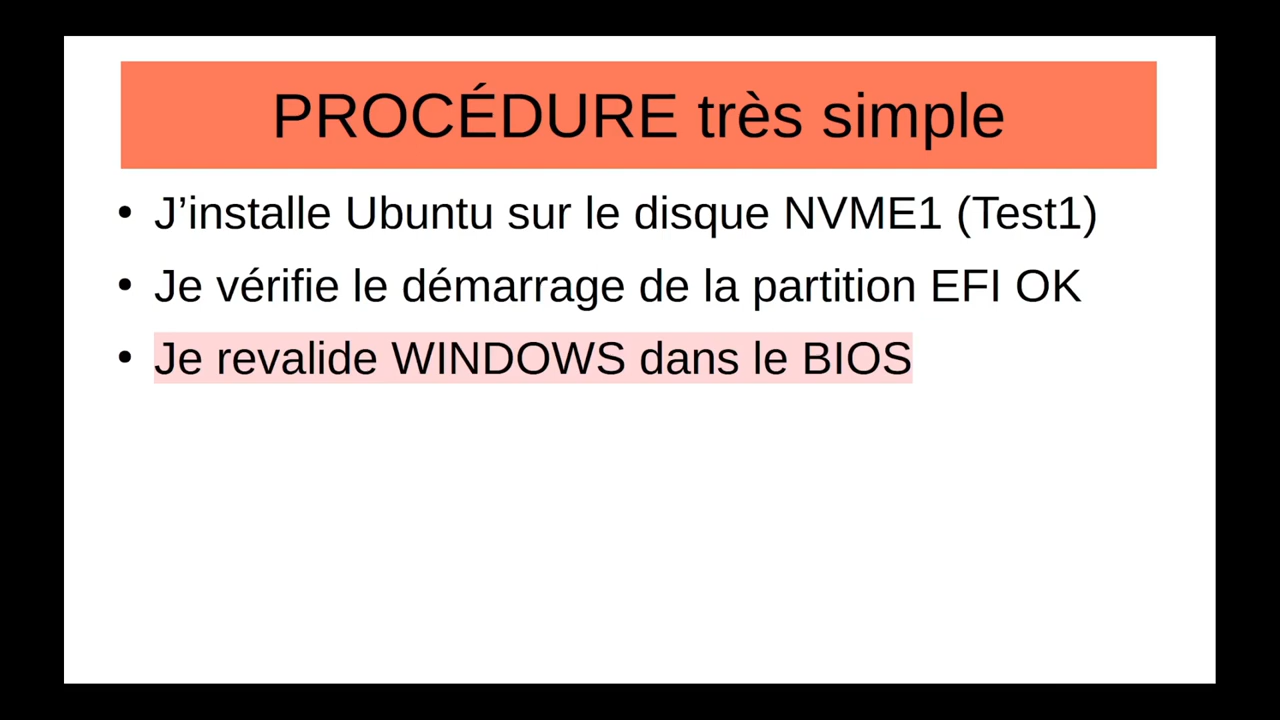 PROCÉDURE très simple
• J’installe Ubuntu sur le disque NVME1 (Test1)
• Je vérifie le démarrage de la partition EFI OK
• Je revalide WINDOWS dans le BIOS